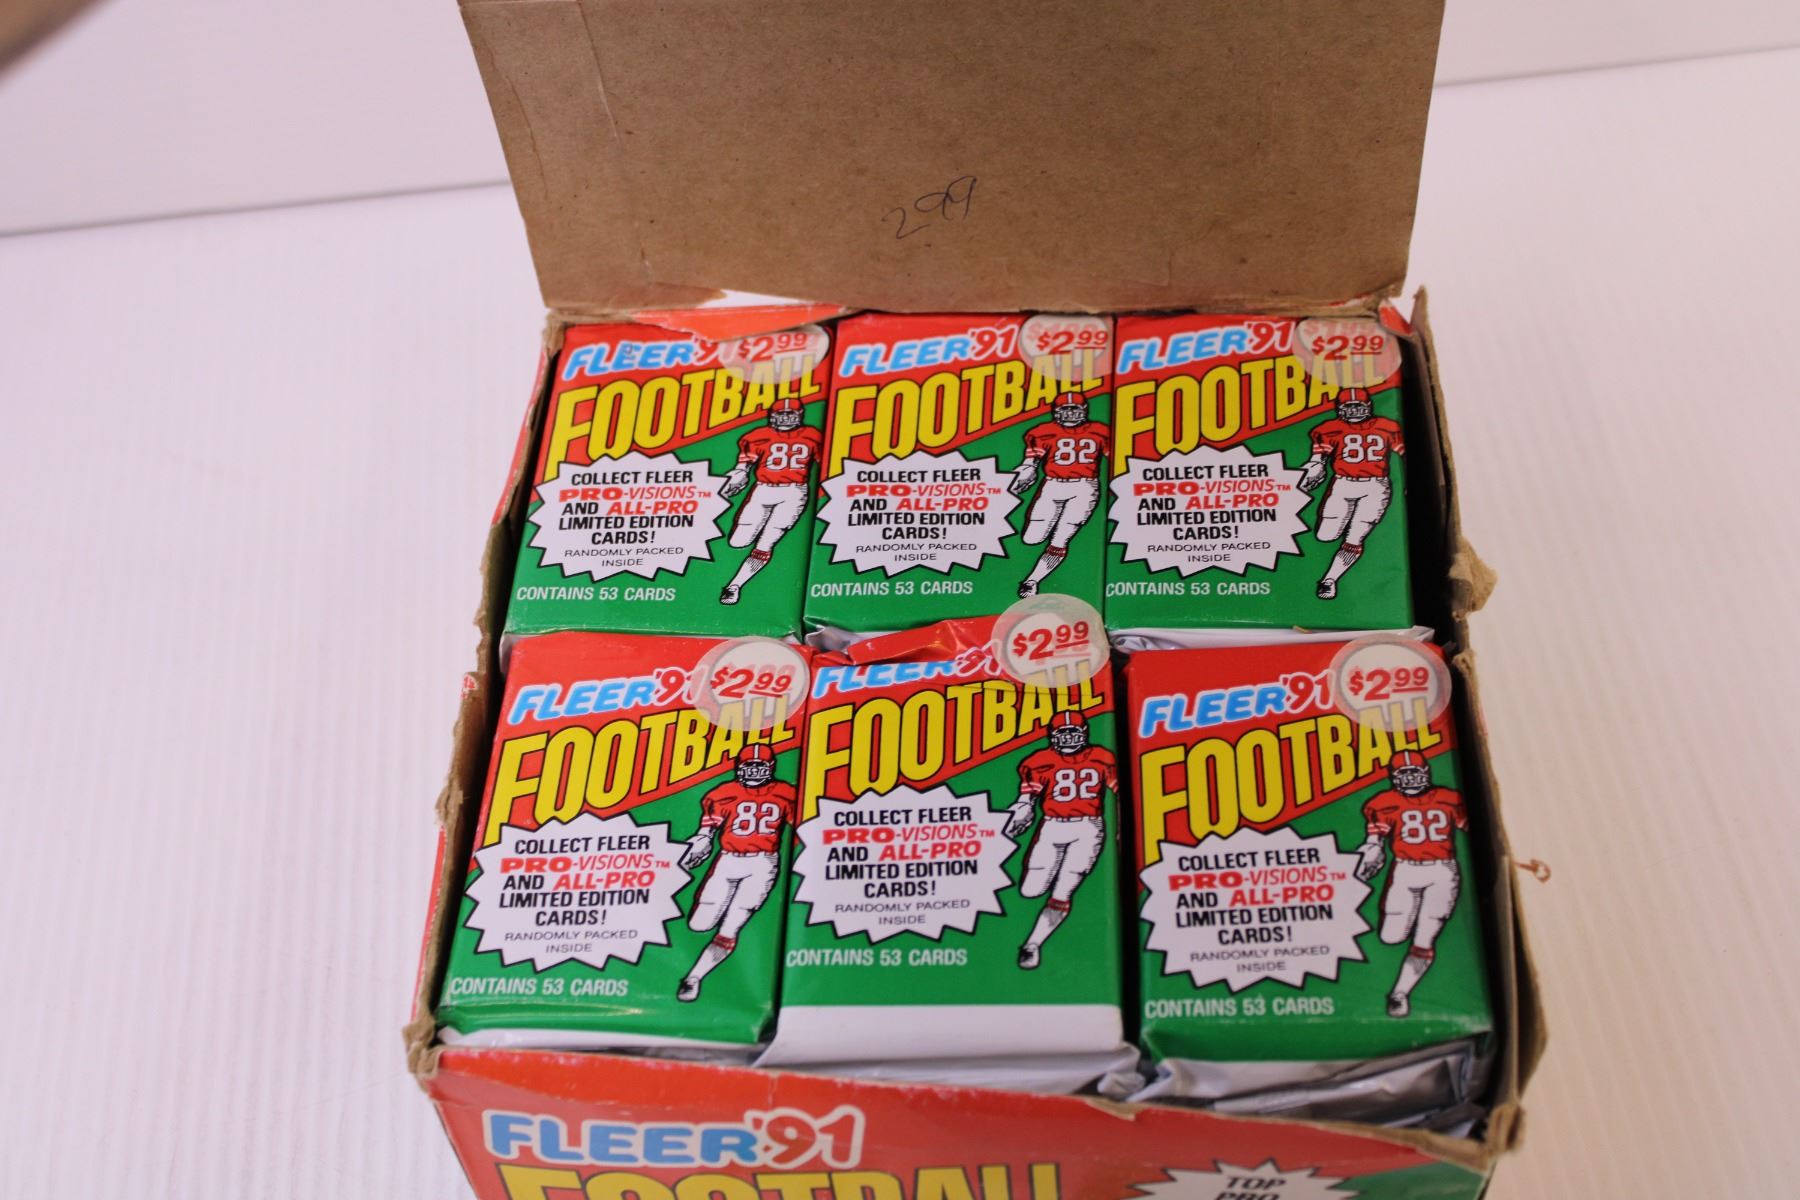 299
FLEER'91 $2.99
FOOTBALL
82
COLLECT FLEER
PRO-VISIONS™
AND ALL-PRO
LIMITED EDITION
CARDS!
RANDOMLY PACKED
INSIDE
CONTAINS 53 CARDS
FLEER'91 $2.99
FOOTBALL
82
COLLECT FLEER
PRO-VISIONS™
AND ALL-PRO
LIMITED EDITION
CARDS!
RANDOMLY PACKED
INSIDE
CONTAINS 53 CARDS
FLEER'91 $2.99
FOOTBALL
82
COLLECT FLEER
PRO-VISIONS™
AND ALL-PRO
LIMITED EDITION
CARDS!
RANDOMLY PACKED
INSIDE
CONTAINS 53 CARDS
FLEER'91 $2.99
FOOTBALL
82
COLLECT FLEER
PRO-VISIONS™
AND ALL-PRO
LIMITED EDITION
CARDS!
RANDOMLY PACKED
INSIDE
CONTAINS 53 CARDS
FLEER'91 $2.99
FOOTBALL
82
COLLECT FLEER
PRO-VISIONS™
AND ALL-PRO
LIMITED EDITION
CARDS!
RANDOMLY PACKED
INSIDE
CONTAINS 53 CARDS
FLEER'91 $2.99
FOOTBALL
82
COLLECT FLEER
PRO-VISIONS™
AND ALL-PRO
LIMITED EDITION
CARDS!
RANDOMLY PACKED
INSIDE
CONTAINS 53 CARDS
FLEER'91
FOOTBALL
TOP
PRO